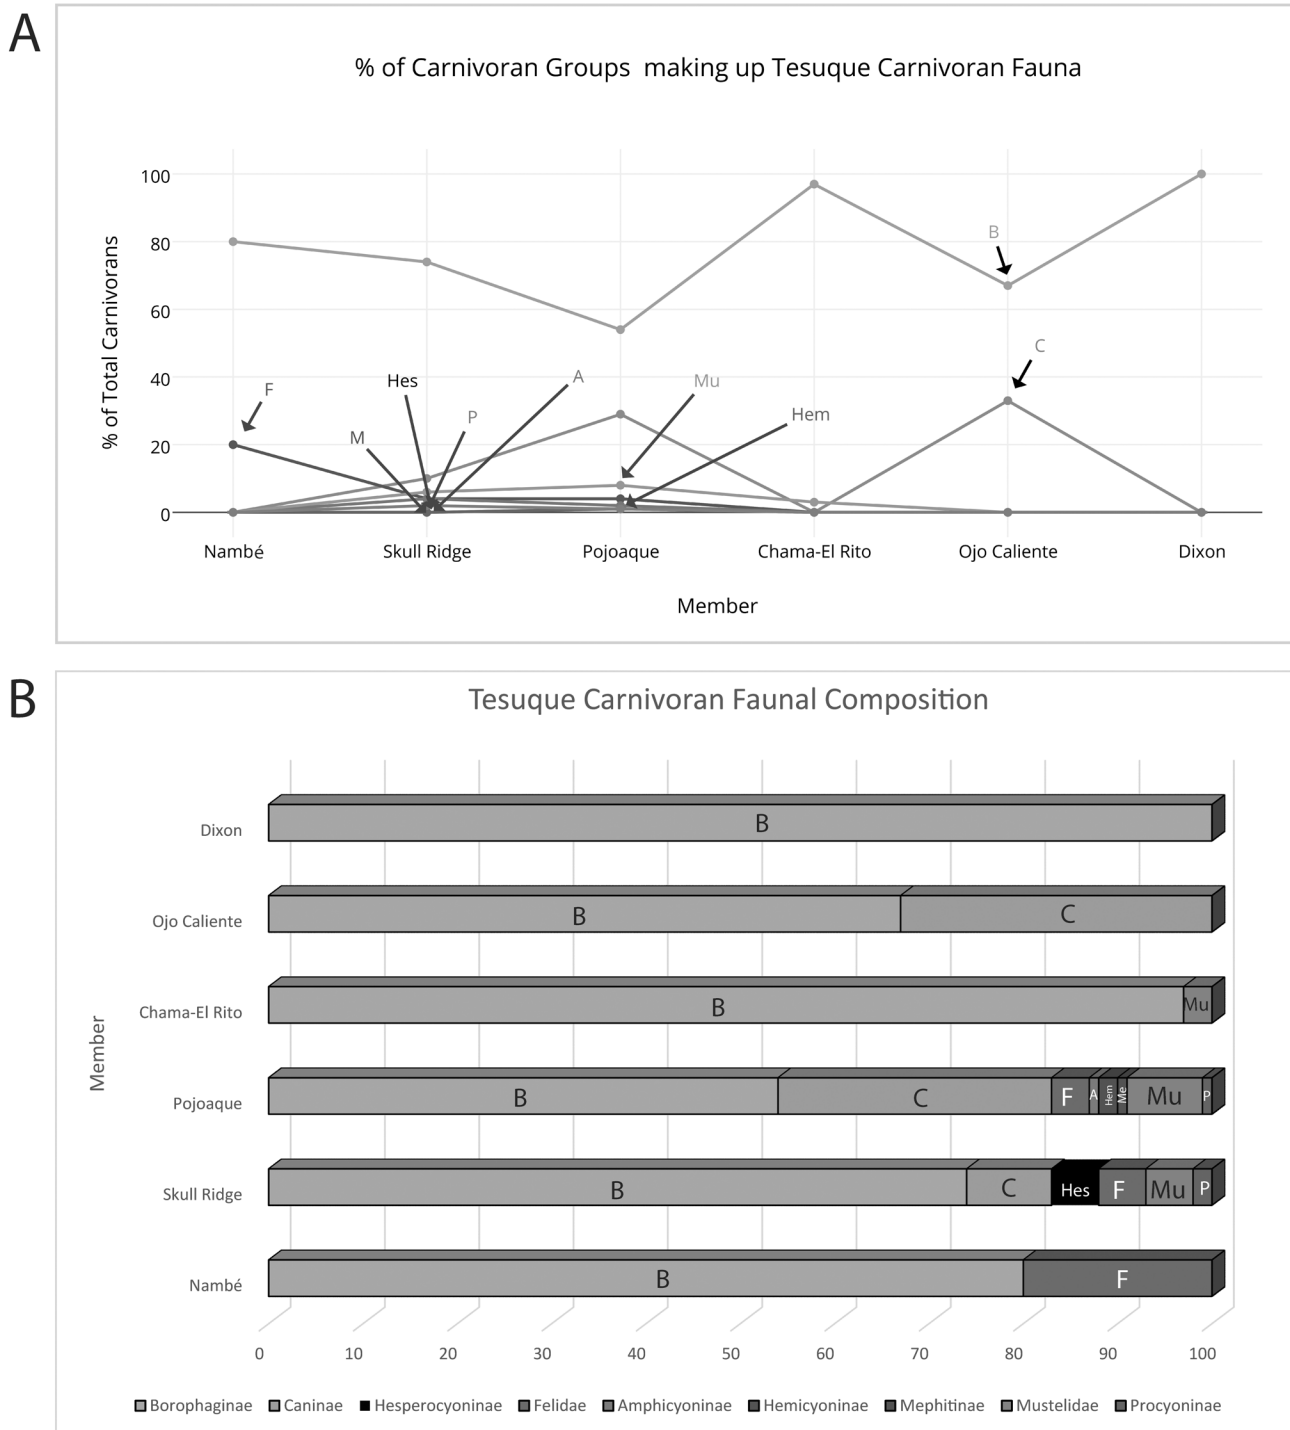 A
% of Carnivoran Groups making up Tesuque Carnivoran Fauna
% of Total Carnivorans
100
80
60
40
20
0
F
Hes
M
P
A
Mu
Hem
B
C
Nambé Skull Ridge Pojoaque Chama-El Rito Ojo Caliente Dixon
Member
B
Tesuque Carnivoran Faunal Composition
Member
Dixon B
Ojo Caliente B C
Chama-El Rito B Mu
Pojoaque B C F A Hem Me Mu P
Skull Ridge B C Hes F Mu P
Nambé B F
0 10 20 30 40 50 60 70 80 90 100
Borophaginae Caninae Hesperocyoninae Felidae Amphicyoninae Hemicyoninae Mephitinae Mustelidae Procyoninae